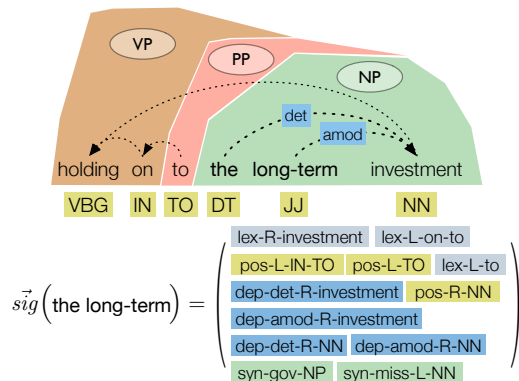 VP
PP
NP
det
amod
holding on to the long-term investment
VBG IN TO DT JJ NN
lex-R-investment lex-L-on-to
pos-L-IN-TO pos-L-TO lex-L-to
sig(the long-term) = dep-det-R-investment pos-R-NN
dep-amod-R-investment
dep-det-R-NN dep-amod-R-NN
syn-gov-NP syn-miss-L-NN